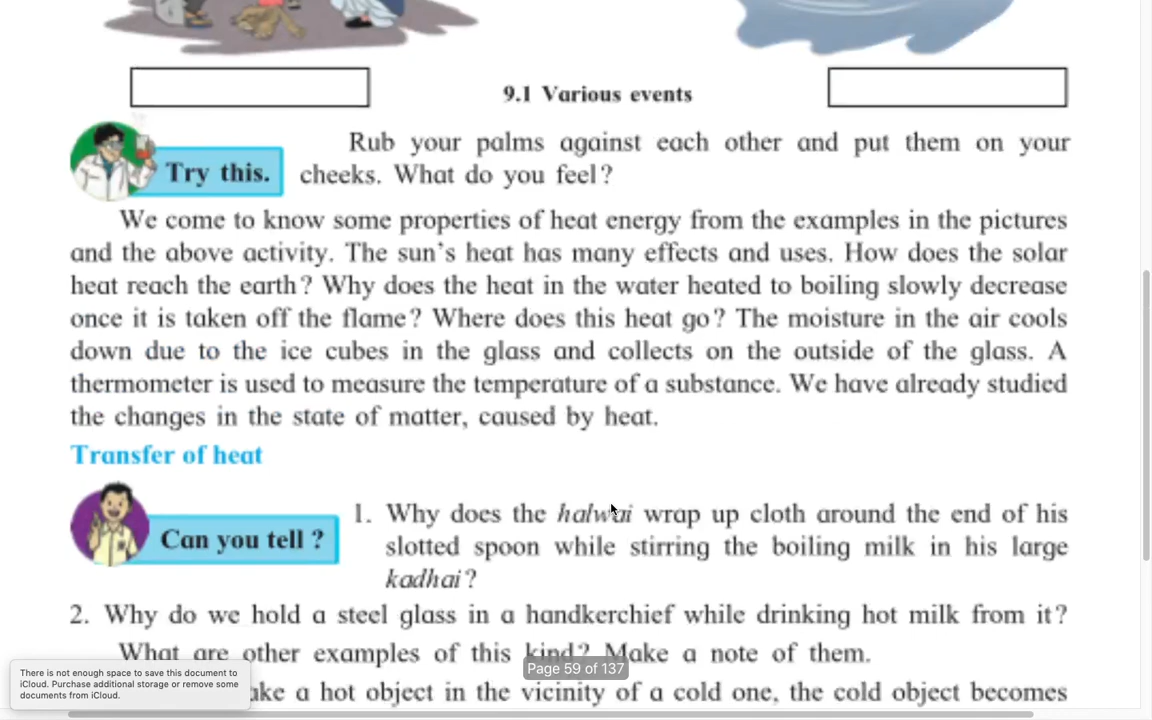 9.1 Various events
Rub your palms against each other and put them on your
Try this.
cheeks. What do you feel?
We come to know some properties of heat energy from the examples in the pictures
and the above activity. The sun's heat has many effects and uses. How does the solar
heat reach the earth? Why does the heat in the water heated to boiling slowly decrease
once it is taken off the flame? Where does this heat go? The moisture in the air cools
down due to the ice cubes in the glass and collects on the outside of the glass. A
thermometer is used to measure the temperature of a substance. We have already studied
the changes in the state of matter, caused by heat.
Transfer of heat
Can you tell ?
1. Why does the halwai wrap up cloth around the end of his
slotted spoon while stirring the boiling milk in his large
kadhai?
2. Why do we hold a steel glass in a handkerchief while drinking hot milk from it?
What are other examples of this kind? Make a note of them.
Page 59 of 137
a hot object in the vicinity of a cold one, the cold object becomes
There is not enough space to save this document to
iCloud. Purchase additional storage or remove some
documents from iCloud.